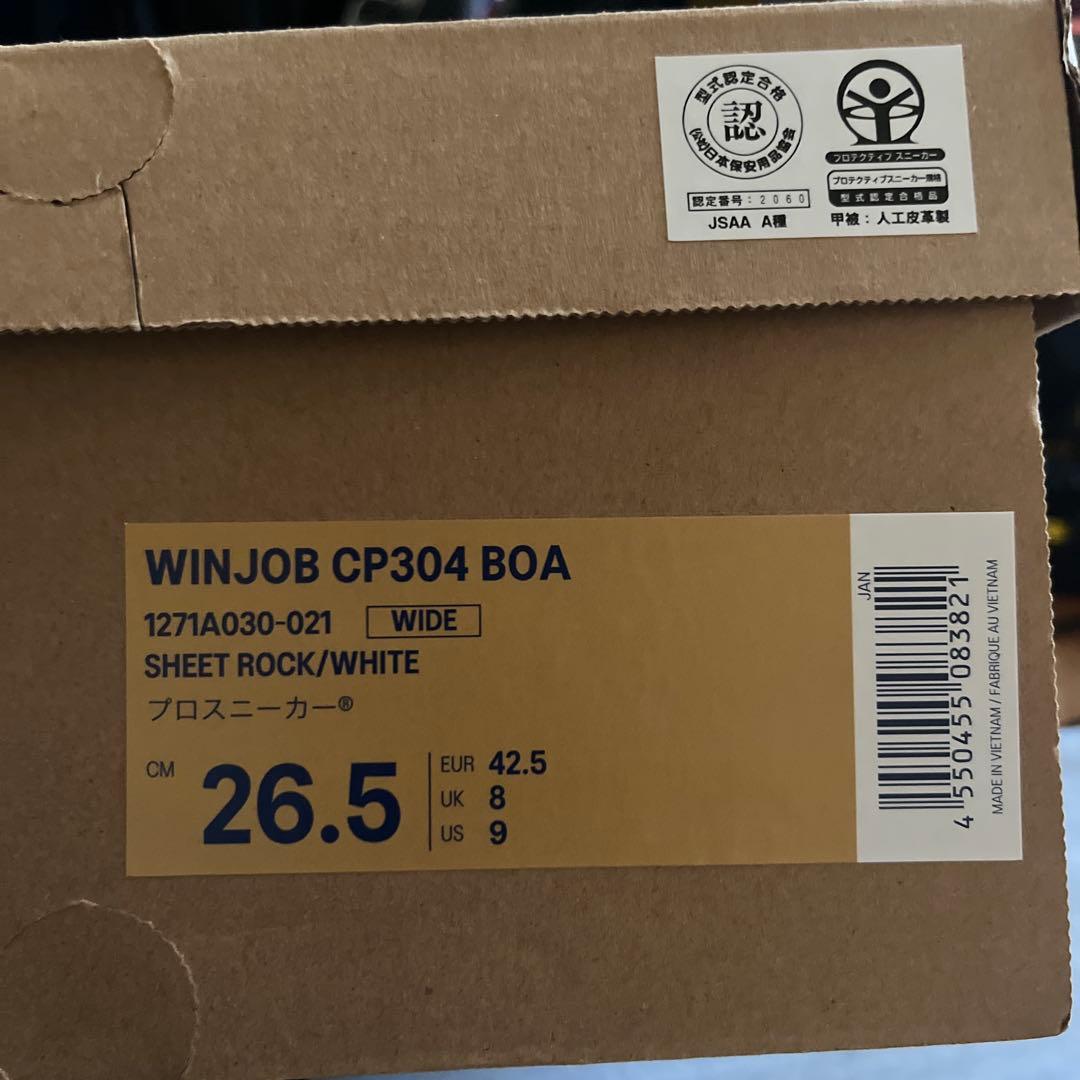 型式認定合格
認
(公社)日本保安用品協会
認定番号:2060
JSAA A種
プロテクティブ スニーカー
プロテクティブスニーカー規格
型式認定合格品
甲被:人工皮革製
WINJOB CP304 BOA
1271A030-021 WIDE
SHEET ROCK/WHITE
プロスニーカー®
CM 26.5
EUR 42.5
UK 8
US 9
JAN
4 550455 083821
MADE IN VIETNAM / FABRIQUE AU VIETNAM